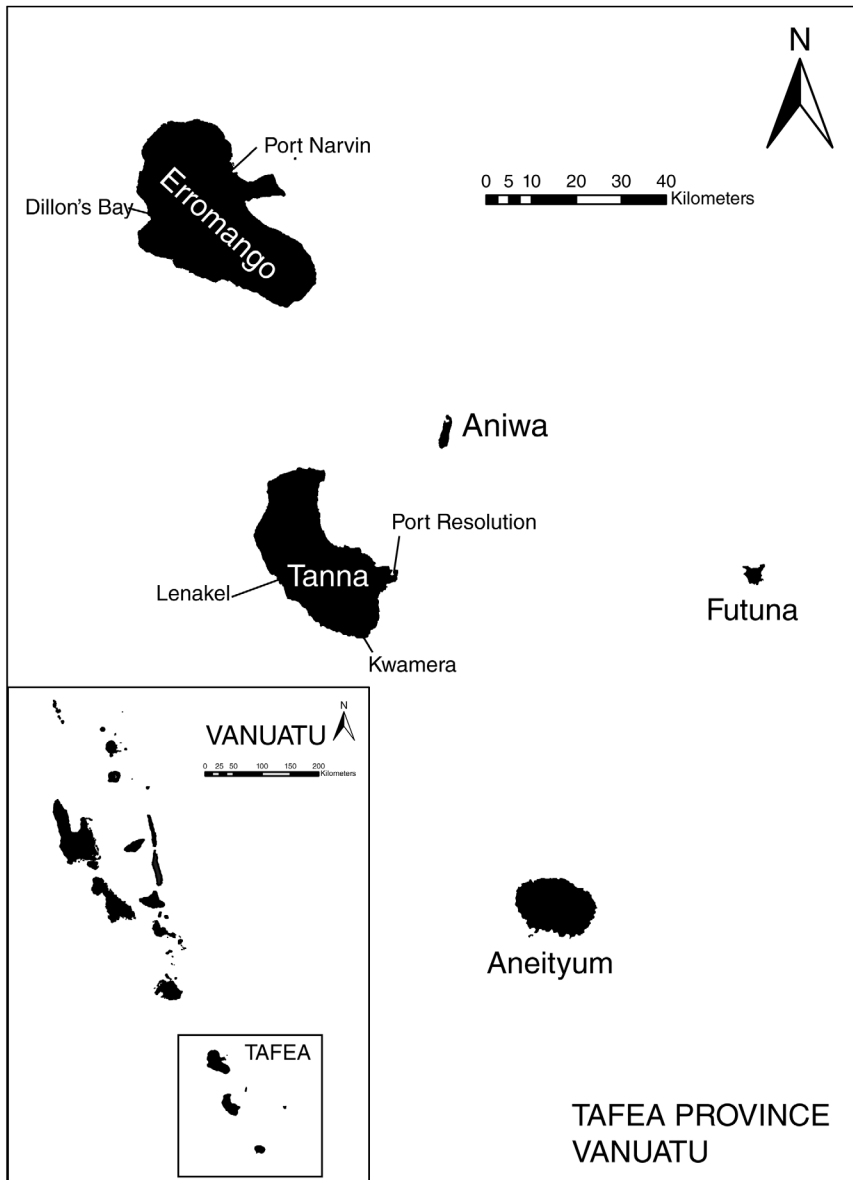 N
Port Narvin
Erromango
Dillon's Bay
0 5 10 20 30 40
Kilometers
Aniwa
Port Resolution
Tanna
Lenakel
Futuna
Kwamera
N
VANUATU
0 25 50 100 150 200
Kilometers
Aneityum
TAFEA
TAFEA PROVINCE
VANUATU